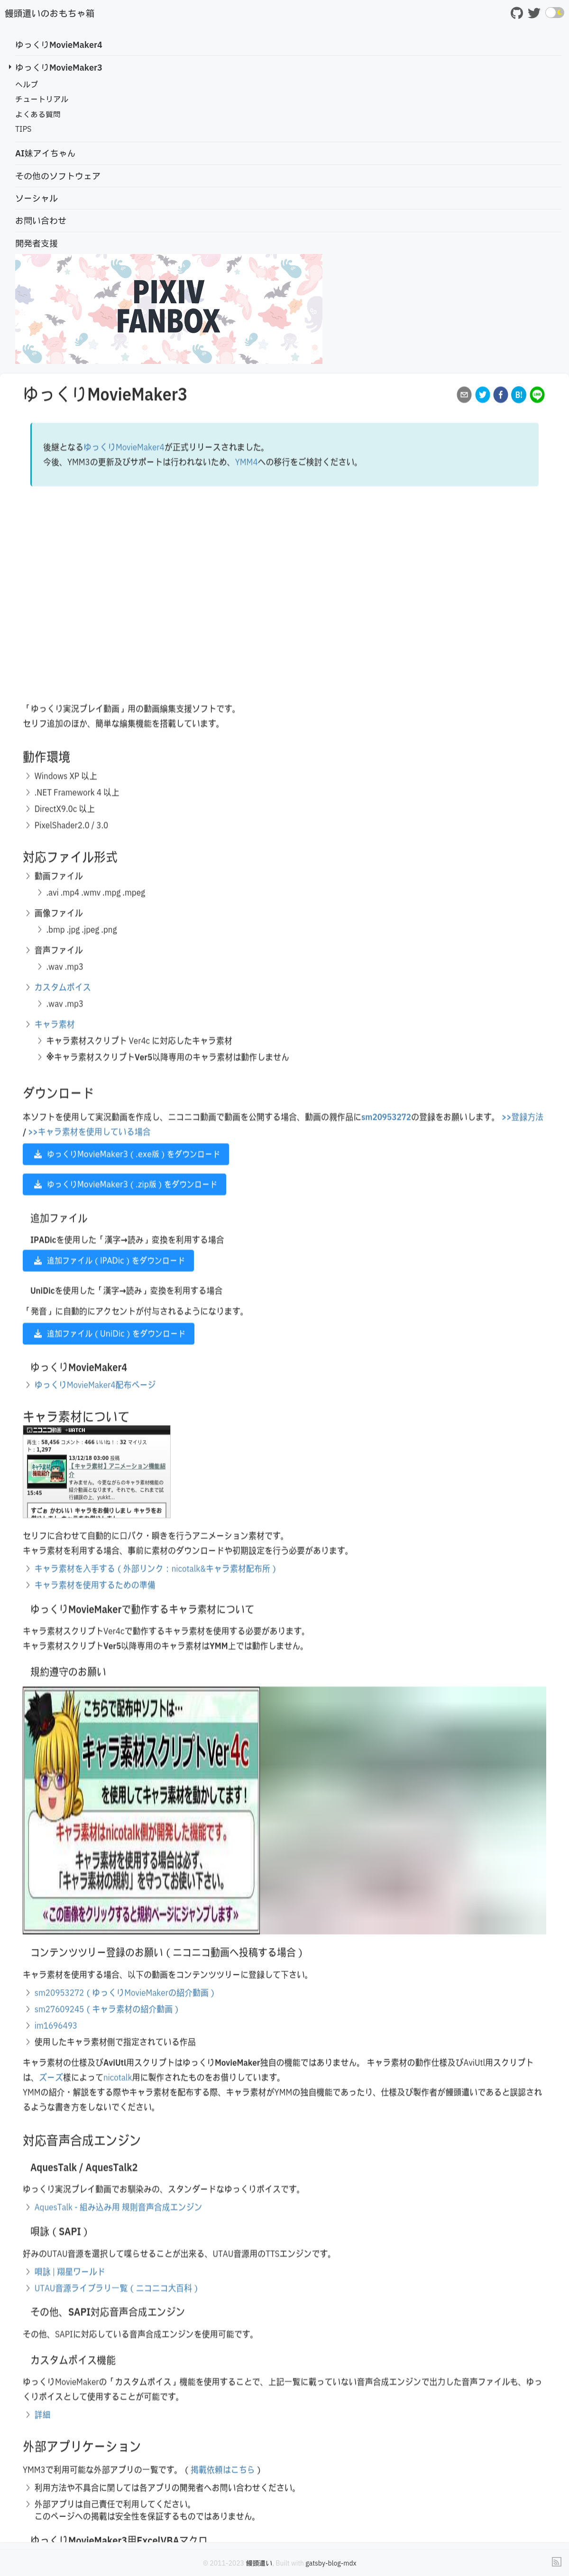 饅頭遣いのおもちゃ箱
ゆっくりMovieMaker4
ゆっくりMovieMaker3
ヘルプ
チュートリアル
よくある質問
TIPS
AI妹アイちゃん
その他のソフトウェア
ソーシャル
お問い合わせ
開発者支援
PIXIV
FANBOX
ゆっくりMovieMaker3
後継となるゆっくりMovieMaker4が正式リリースされました。
今後、YMM3の更新及びサポートは行われないため、YMM4への移行をご検討ください。
「ゆっくり実況プレイ動画」用の動画編集支援ソフトです。
セリフ追加のほか、簡単な編集機能を搭載しています。
動作環境
Windows XP 以上
.NET Framework 4 以上
DirectX9.0c 以上
PixelShader2.0 / 3.0
対応ファイル形式
動画ファイル
.avi .mp4 .wmv .mpg .mpeg
画像ファイル
.bmp .jpg .jpeg .png
音声ファイル
.wav .mp3
カスタムボイス
.wav .mp3
キャラ素材
キャラ素材スクリプト Ver4c に対応したキャラ素材
※キャラ素材スクリプトVer5以降専用のキャラ素材は動作しません
ダウンロード
本ソフトを使用して実況動画を作成し、ニコニコ動画で動画を公開する場合、動画の親作品にsm20953272の登録をお願いします。 >>登録方法
/ >>キャラ素材を使用している場合
ゆっくりMovieMaker3（.exe版）をダウンロード
ゆっくりMovieMaker3（.zip版）をダウンロード
追加ファイル
IPADicを使用した「漢字→読み」変換を利用する場合
追加ファイル（IPADic）をダウンロード
UniDicを使用した「漢字→読み」変換を利用する場合
「発音」に自動的にアクセントが付与されるようになります。
追加ファイル（UniDic）をダウンロード
ゆっくりMovieMaker4
ゆっくりMovieMaker4配布ページ
キャラ素材について
ニコニコ動画 WATCH
再生：58,456 コメント：466 いいね！：32 マイリスト：1,297
13/12/18 03:00 投稿
【キャラ素材】アニメーション機能紹介
15:45
セリフに合わせて自動的に口パク・瞬きを行うアニメーション素材です。
キャラ素材を利用する場合、事前に素材のダウンロードや初期設定を行う必要があります。
キャラ素材を入手する（外部リンク：nicotalk&キャラ素材配布所）
キャラ素材を使用するための準備
ゆっくりMovieMakerで動作するキャラ素材について
キャラ素材スクリプトVer4cで動作するキャラ素材を使用する必要があります。
キャラ素材スクリプトVer5以降専用のキャラ素材はYMM上では動作しません。
規約遵守のお願い
こちらで配布中ソフトは…
キャラ素材スクリプトVer4c
を使用してキャラ素材を動かしてます！
キャラ素材はnicotalk側が開発した機能です。
キャラ素材を使用する場合は必ず、
「キャラ素材の規約」を守ってお使い下さい。
≪この画像をクリックすると規約ページにジャンプします≫
コンテンツツリー登録のお願い（ニコニコ動画へ投稿する場合）
キャラ素材を使用する場合、以下の動画をコンテンツツリーに登録して下さい。
sm20953272（ゆっくりMovieMakerの紹介動画）
sm27609245（キャラ素材の紹介動画）
im1696493
使用したキャラ素材側で指定されている作品
キャラ素材の仕様及びAviUtl用スクリプトはゆっくりMovieMaker独自の機能ではありません。 キャラ素材の動作仕様及びAviUtl用スクリプト
は、ズーズ様によってnicotalk用に製作されたものをお借りしています。
YMMの紹介・解説をする際やキャラ素材を配布する際、キャラ素材がYMMの独自機能であったり、仕様及び製作者が饅頭遣いであると誤認され
るような書き方をしないでください。
対応音声合成エンジン
AquesTalk / AquesTalk2
ゆっくり実況プレイ動画でお馴染みの、スタンダードなゆっくりボイスです。
AquesTalk - 組み込み用 規則音声合成エンジン
唄詠（SAPI）
好みのUTAU音源を選択して喋らせることが出来る、UTAU音源用のTTSエンジンです。
唄詠 | 翔星ワールド
UTAU音源ライブラリ一覧（ニコニコ大百科）
その他、SAPI対応音声合成エンジン
その他、SAPIに対応している音声合成エンジンを使用可能です。
カスタムボイス機能
ゆっくりMovieMakerの「カスタムボイス」機能を使用することで、上記一覧に載っていない音声合成エンジンで出力した音声ファイルも、ゆっ
くりボイスとして使用することが可能です。
詳細
外部アプリケーション
YMM3で利用可能な外部アプリの一覧です。（掲載依頼はこちら）
利用方法や不具合に関しては各アプリの開発者へお問い合わせください。
外部アプリは自己責任で利用してください。
このページへの掲載は安全性を保証するものではありません。
ゆっくりMovieMaker3用ExcelVBAマクロ
饅頭遣い, Built with gatsby-blog-mdx